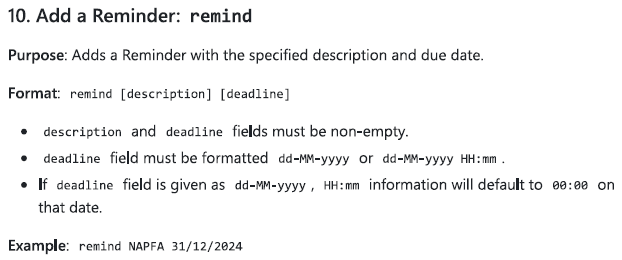 10. Add a Reminder: remind
Purpose: Adds a Reminder with the specified description and due date.
Format: remind [description] [deadline]
• description and deadline fields must be non-empty.
• deadline field must be formatted dd-MM-yyyy or dd-MM-yyyy HH:mm .
• If deadline field is given as dd-MM-yyyy , HH:mm information will default to 00:00 on
that date.
Example: remind NAPFA 31/12/2024